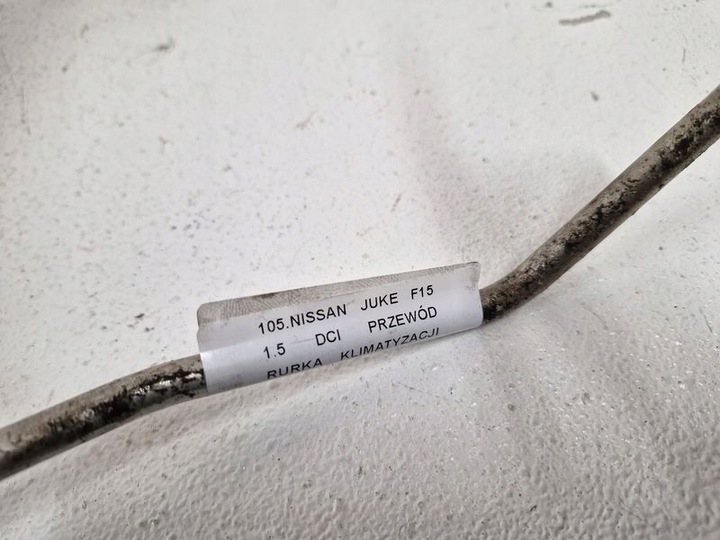 105.NISSAN JUKE F15
1.5 DCI PRZEWÓD
RURKA KLIMATYZACJI